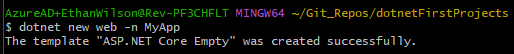 AzureAD+EthanWilson@Rev-PF3CHFLT MINGW64 ~/Git_Repos/dotnetFirstProjects
$ dotnet new web -n MyApp
The template "ASP.NET Core Empty" was created successfully.